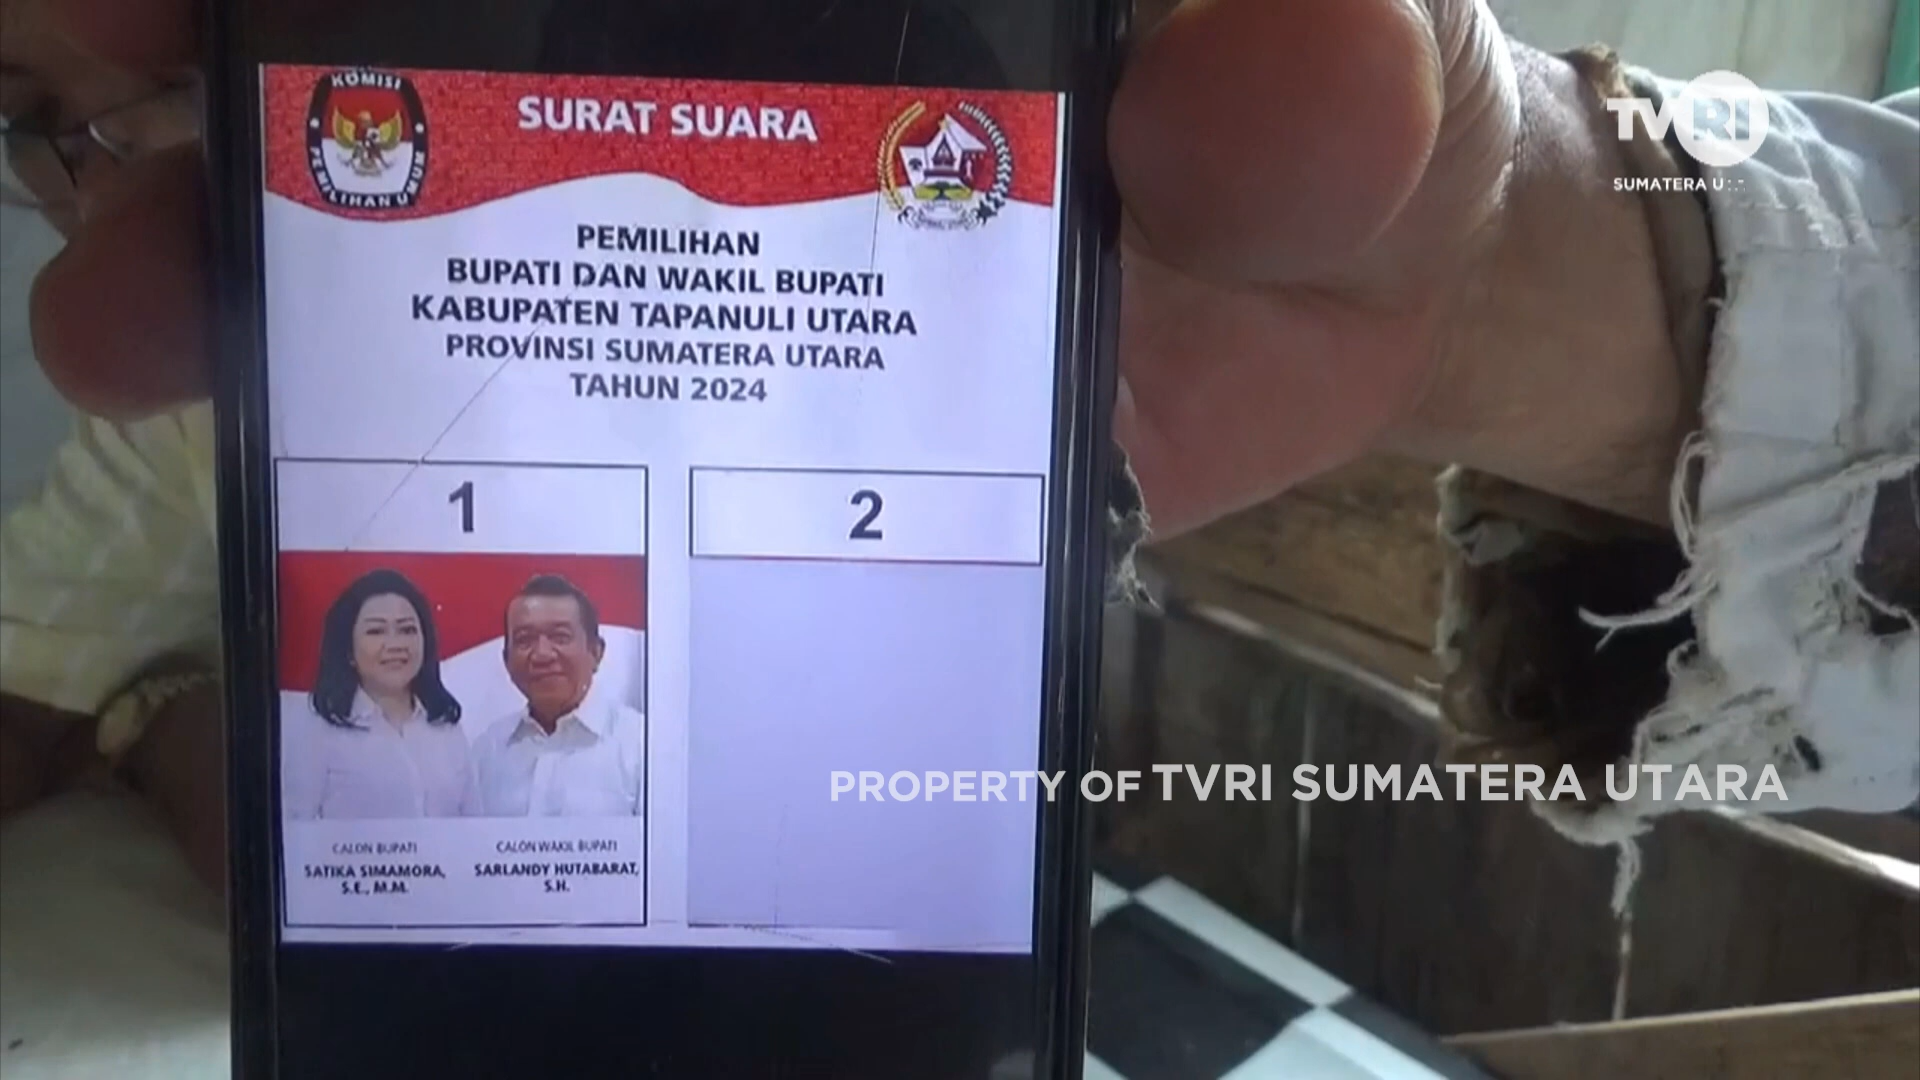 KOMISI
PEMILIHAN UMUM
SURAT SUARA
PEMILIHAN
BUPATI DAN WAKIL BUPATI
KABUPATEN TAPANULI UTARA
PROVINSI SUMATERA UTARA
TAHUN 2024
1
2
CALON BUPATI
SATIKA SIMAMORA,
S.E., M.M.
CALON WAKIL BUPATI
SARLANDY HUTABARAT,
S.H.
TVRI
SUMATERA
PROPERTY OF TVRI SUMATERA UTARA